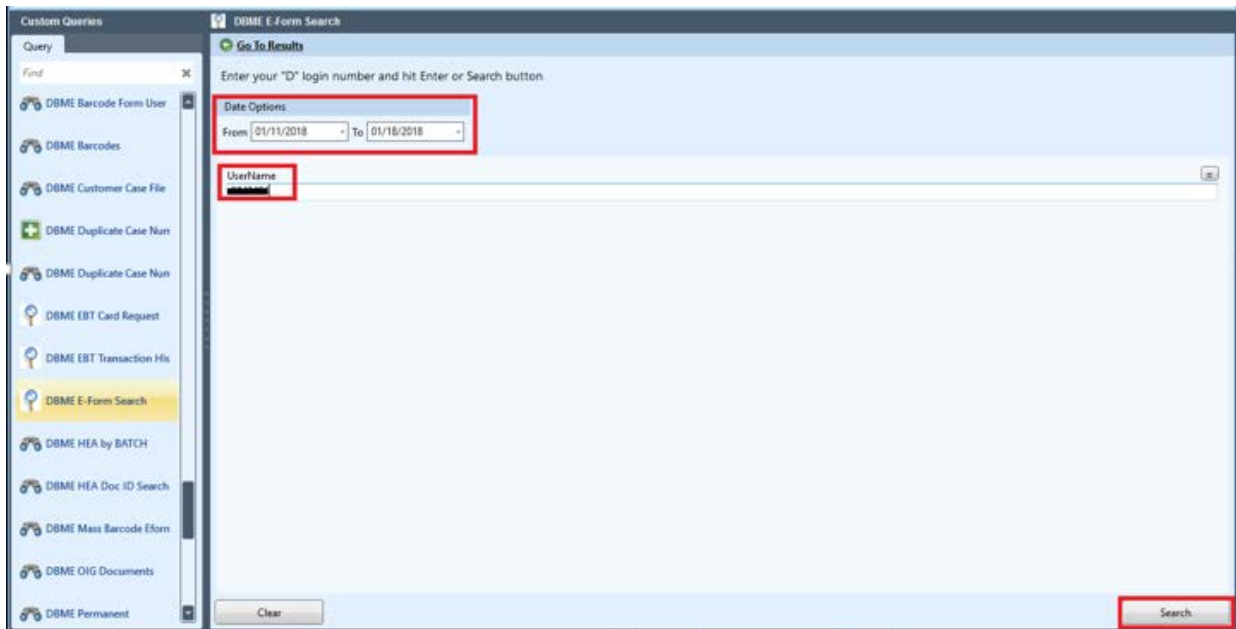 Custom Queries
Query
Find
DBME Barcode Form User
DBME Barcodes
DBME Customer Case File
DBME Duplicate Case Num
DBME Duplicate Case Num
DBME EBT Card Request
DBME EBT Transaction His
DBME E-Form Search
DBME HEA by BATCH
DBME HEA Doc ID Search
DBME Mass Barcode Eform
DBME OIG Documents
DBME Permanent
DBME E-Form Search
Go To Results
Enter your "D" login number and hit Enter or Search button
Date Options
From 01/11/2018 To 01/18/2018
UserName
=
Clear
Search